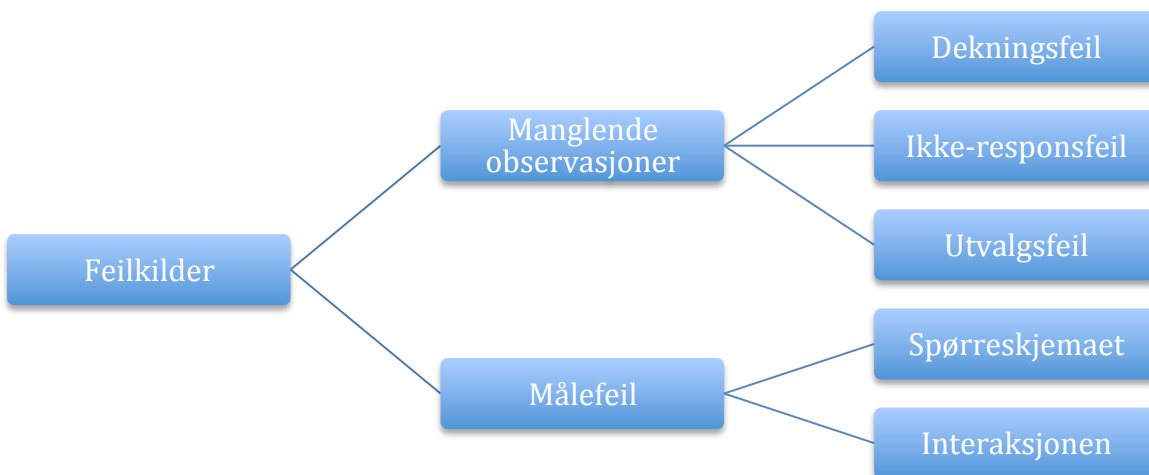 Feilkilder
Manglende
observasjoner
Dekningsfeil
Ikke-responsfeil
Utvalgsfeil
Målefeil
Spørreskjemaet
Interaksjonen